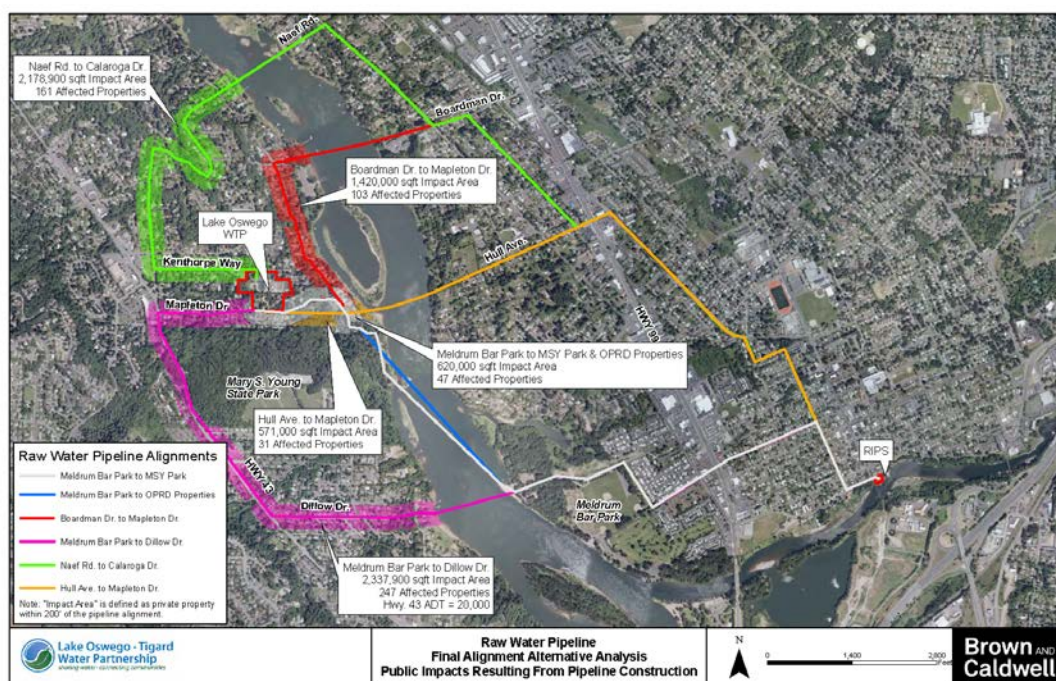 Naef Rd.
Naef Rd. to Calaroga Dr.
2,178,900 sqft Impact Area
161 Affected Properties
Boardman Dr.
Boardman Dr. to Mapleton Dr.
1,420,000 sqft Impact Area
103 Affected Properties
Lake Oswego
WTP
Hull Ave.
Kenthorpe Way
Mapleton Dr
HWY 99
Meldrum Bar Park to MSY Park & OPRD Properties
620,000 sqft Impact Area
47 Affected Properties
Mary S. Young
State Park
Hull Ave. to Mapleton Dr.
571,000 sqft Impact Area
31 Affected Properties
RIPS
Raw Water Pipeline Alignments
Meldrum Bar Park to MSY Park
Meldrum Bar Park to OPRD Properties
Boardman Dr. to Mapleton Dr.
Meldrum Bar Park to Dillow Dr.
Naef Rd. to Calaroga Dr.
Hull Ave. to Mapleton Dr.
Note: "Impact Area" is defined as private property
within 200' of the pipeline alignment.
HWY 43
Dillow Dr.
Meldrum
Bar Park
Meldrum Bar Park to Dillow Dr.
2,337,900 sqft Impact Area
247 Affected Properties
Hwy. 43 ADT = 20,000
Lake Oswego · Tigard
Water Partnership
sharing water · connecting communities
Raw Water Pipeline
Final Alignment Alternative Analysis
Public Impacts Resulting From Pipeline Construction
N
0 1,400 2,800
Feet
Brown AND
Caldwell